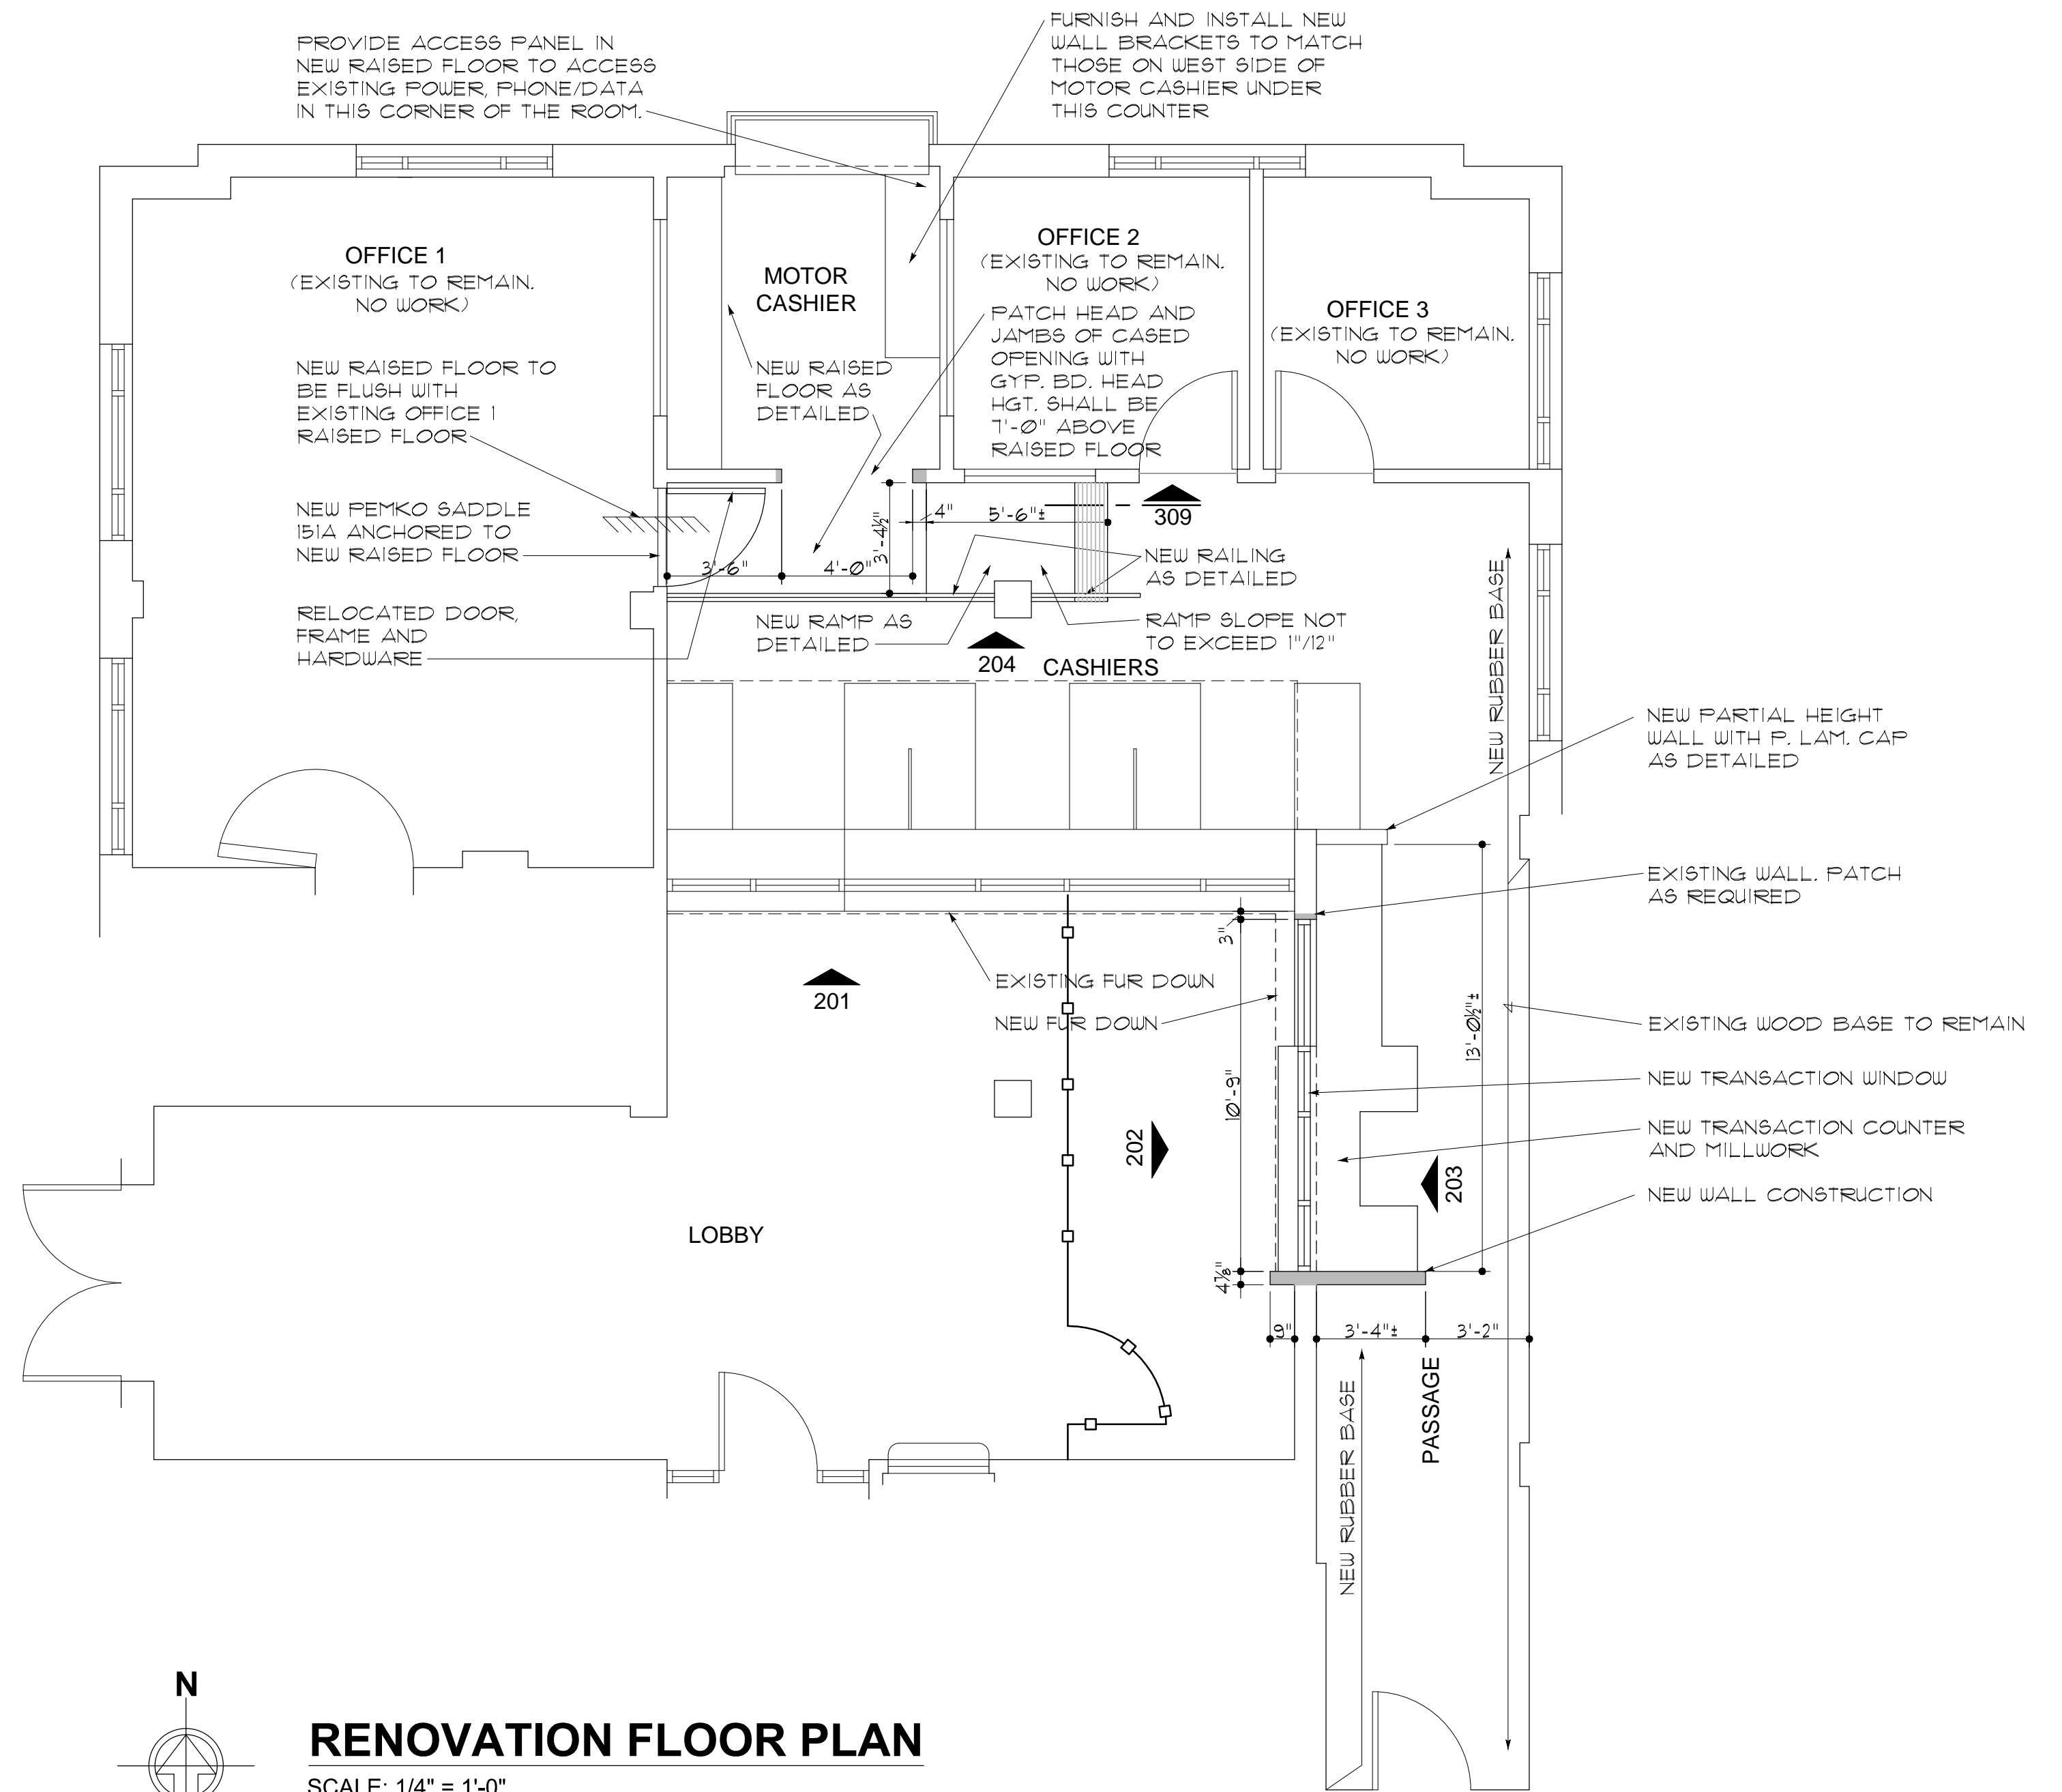 PROVIDE ACCESS PANEL IN
NEW RAISED FLOOR TO ACCESS
EXISTING POWER, PHONE/DATA
IN THIS CORNER OF THE ROOM.
FURNISH AND INSTALL NEW
WALL BRACKETS TO MATCH
THOSE ON WEST SIDE OF
MOTOR CASHIER UNDER
THIS COUNTER
OFFICE 1
(EXISTING TO REMAIN.
NO WORK)
MOTOR
CASHIER
OFFICE 2
(EXISTING TO REMAIN.
NO WORK)
OFFICE 3
(EXISTING TO REMAIN.
NO WORK)
PATCH HEAD AND
JAMBS OF CASED
OPENING WITH
GYP. BD. HEAD
HGT. SHALL BE
7'-0" ABOVE
RAISED FLOOR
NEW RAISED FLOOR TO
BE FLUSH WITH
EXISTING OFFICE 1
RAISED FLOOR
NEW RAISED
FLOOR AS
DETAILED
NEW PEMKO SADDLE
151A ANCHORED TO
NEW RAISED FLOOR
RELOCATED DOOR,
FRAME AND
HARDWARE
3'-6"
4'-0"
3'-4½"
4"
5'-6"±
309
NEW RAILING
AS DETAILED
NEW RAMP AS
DETAILED
RAMP SLOPE NOT
TO EXCEED 1"/12"
204
CASHIERS
NEW RUBBER BASE
NEW PARTIAL HEIGHT
WALL WITH P. LAM. CAP
AS DETAILED
EXISTING WALL. PATCH
AS REQUIRED
3"
201
EXISTING FUR DOWN
NEW FUR DOWN
13'-0½"±
EXISTING WOOD BASE TO REMAIN
NEW TRANSACTION WINDOW
10'-9"
202
NEW TRANSACTION COUNTER
AND MILLWORK
203
NEW WALL CONSTRUCTION
LOBBY
4⅞"
9"
3'-4"±
3'-2"
PASSAGE
NEW RUBBER BASE
N
RENOVATION FLOOR PLAN
SCALE: 1/4" = 1'-0"